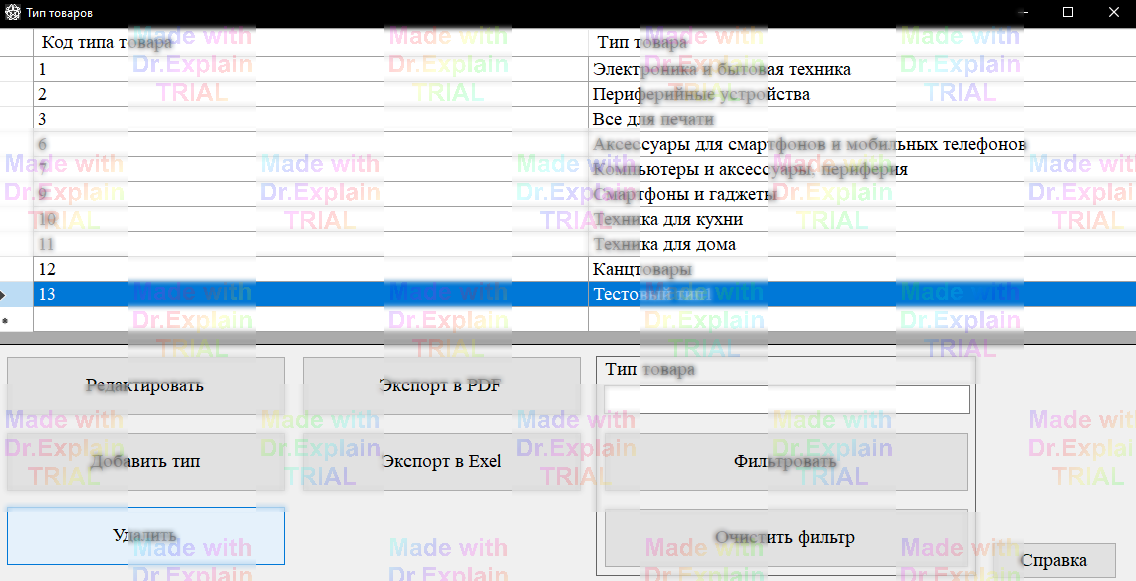 Тип товаров
Код типа товара Тип товара
1 Электроника и бытовая техника
2 Периферийные устройства
3 Все для печати
6 Аксессуары для смартфонов и мобильных телефонов
7 Компьютеры и аксессуары, периферия
9 Смартфоны и гаджеты
10 Техника для кухни
11 Техника для дома
12 Канцтовары
13 Тестовый тип1
Редактировать Экспорт в PDF Тип товара
Добавить тип Экспорт в Exel Фильтровать
Удалить Очистить фильтр
Справка
Made with
Dr.Explain
TRIAL